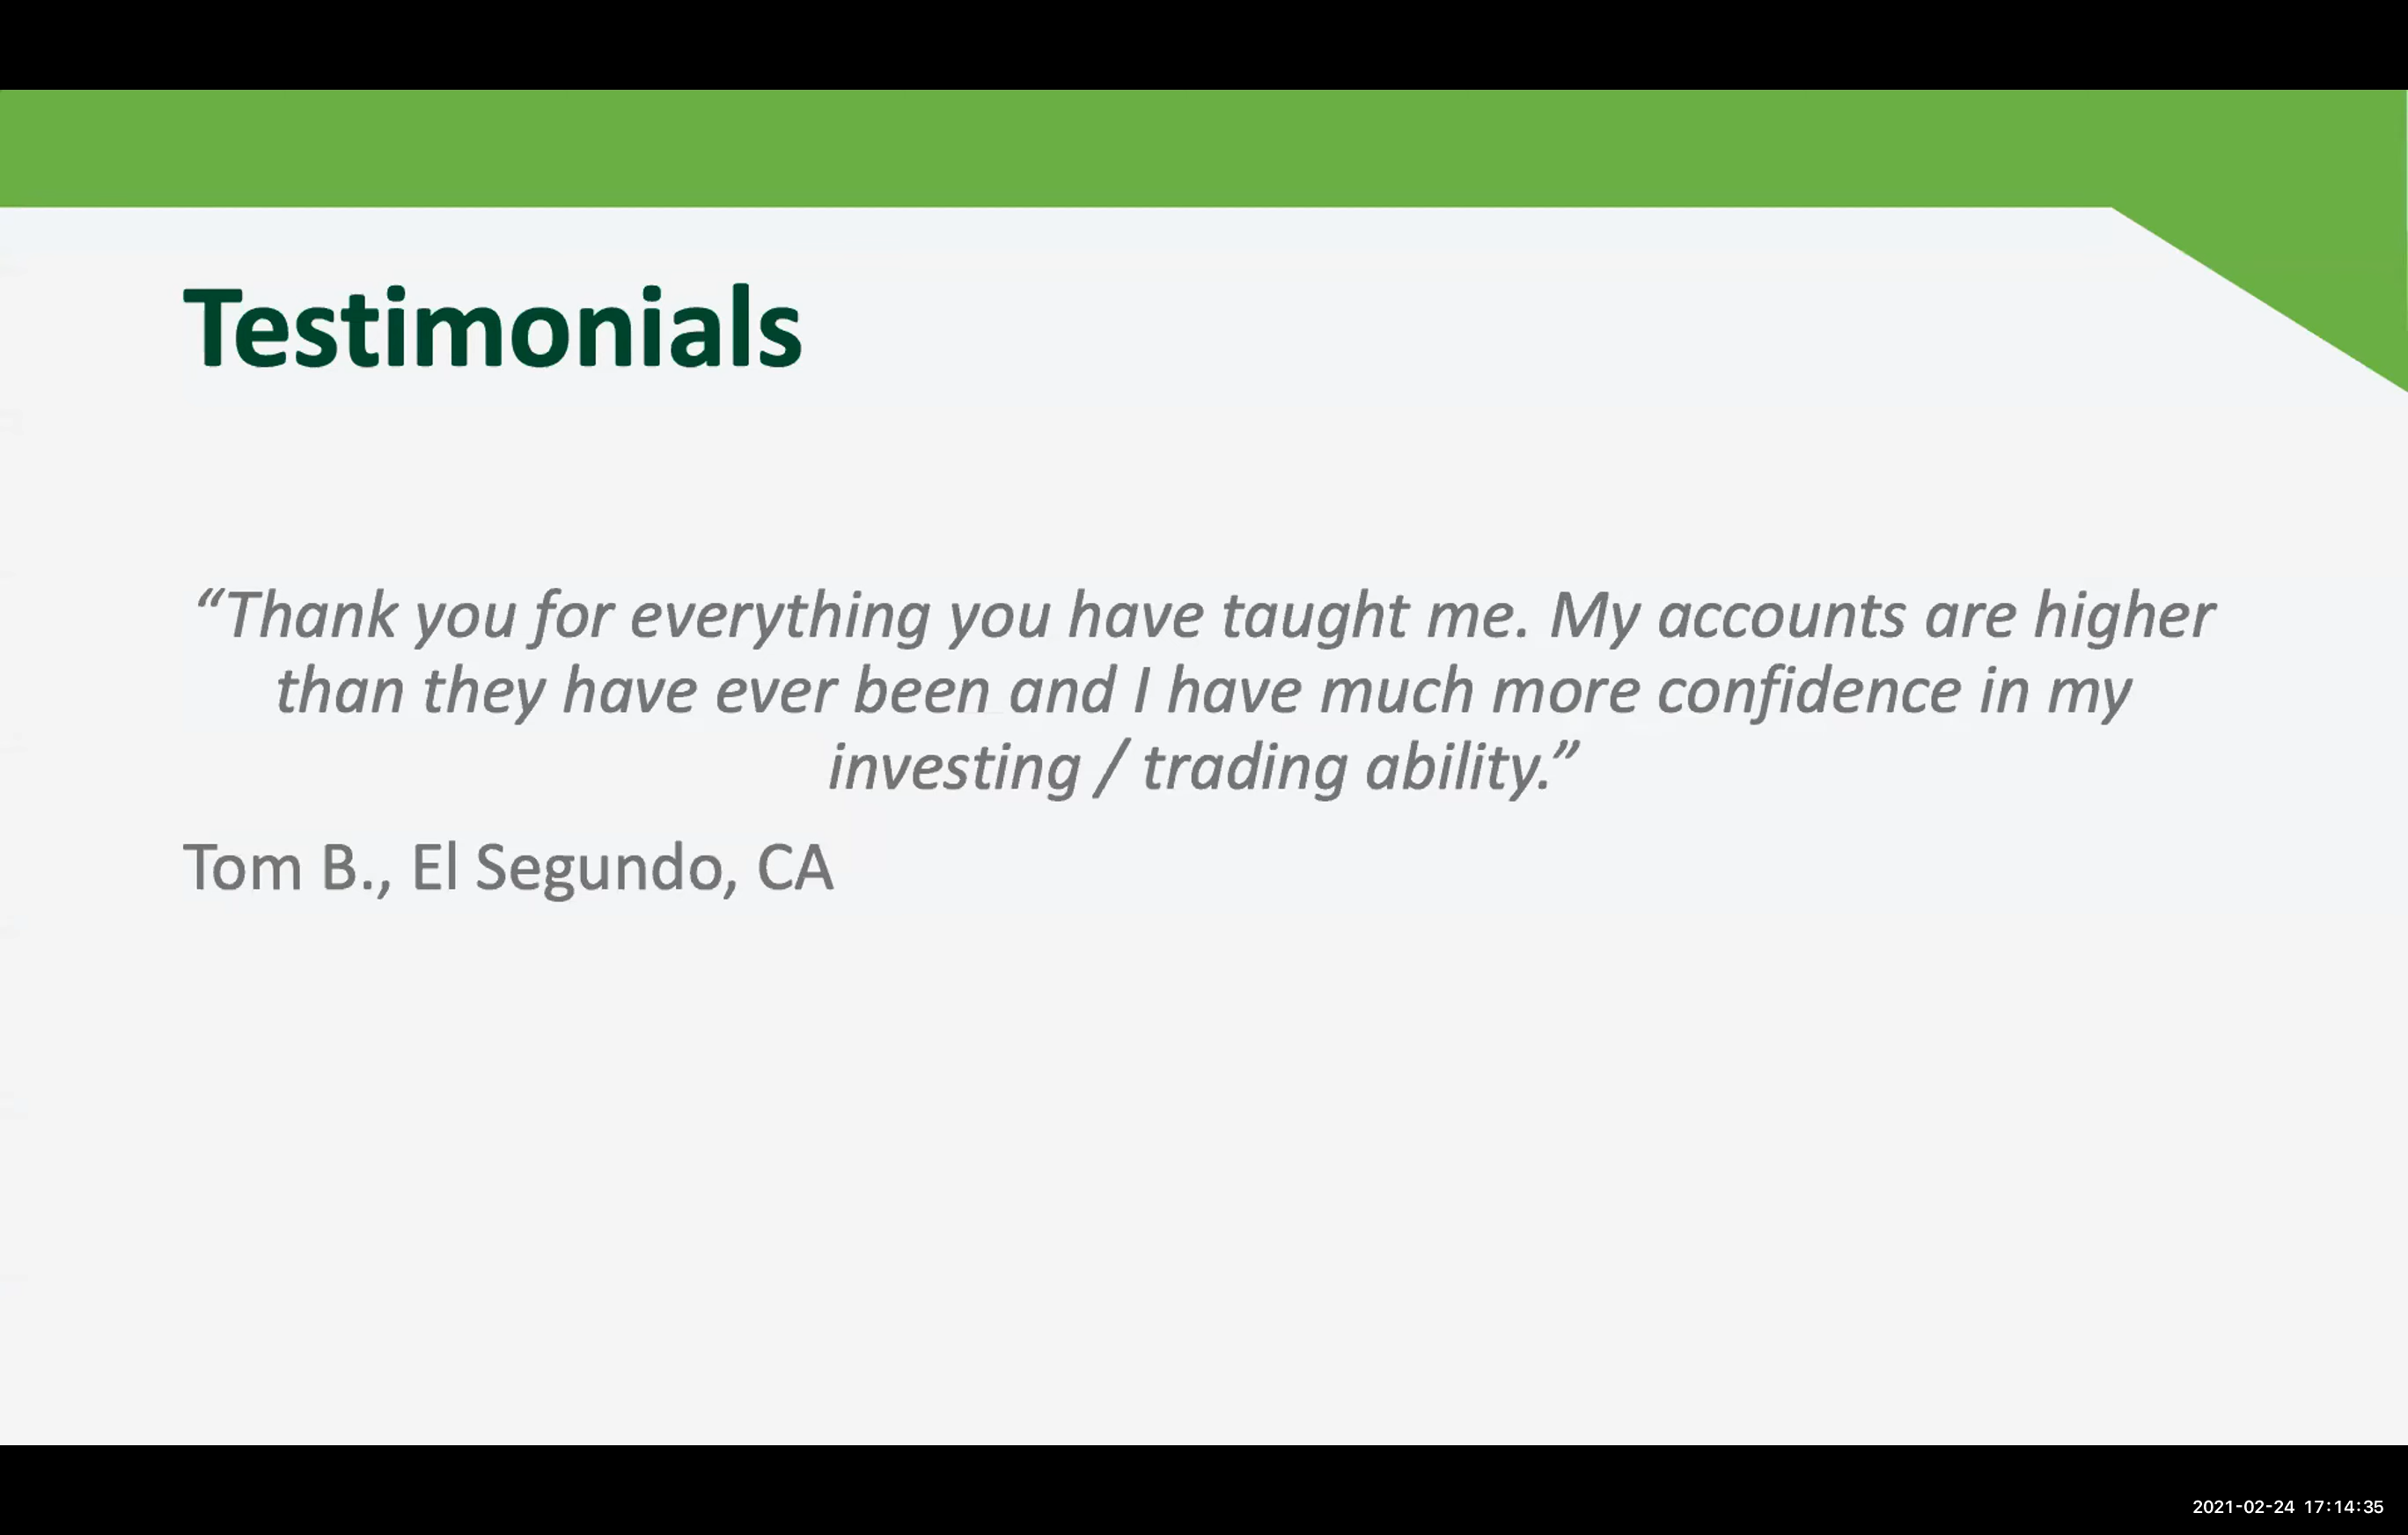 Testimonials
“Thank you for everything you have taught me. My accounts are higher
than they have ever been and I have much more confidence in my
investing / trading ability.”
Tom B., El Segundo, CA
2021-02-24 17:14:35